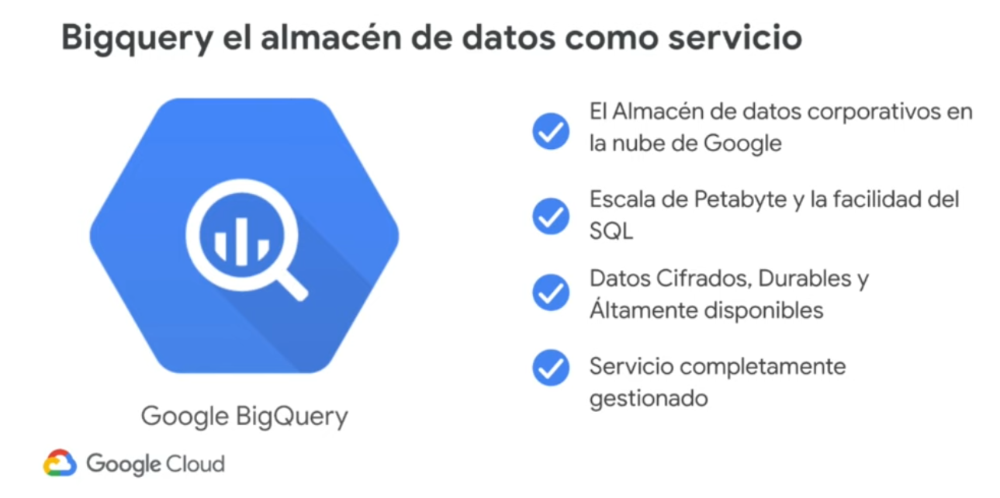 Bigquery el almacén de datos como servicio
El Almacén de datos corporativos en
la nube de Google
Escala de Petabyte y la facilidad del
SQL
Datos Cifrados, Durables y
Áltamente disponibles
Servicio completamente
gestionado
Google BigQuery
Google Cloud